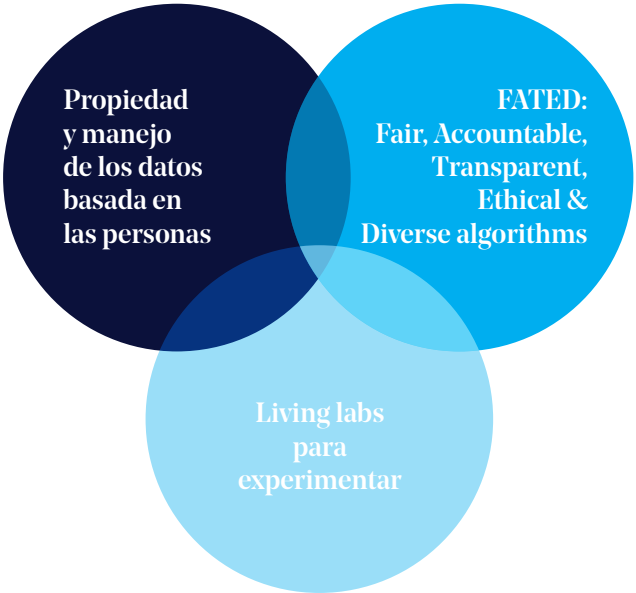 Propiedad
y manejo
de los datos
basada en
las personas
FATED:
Fair, Accountable,
Transparent,
Ethical &
Diverse algorithms
Living labs
para
experimentar